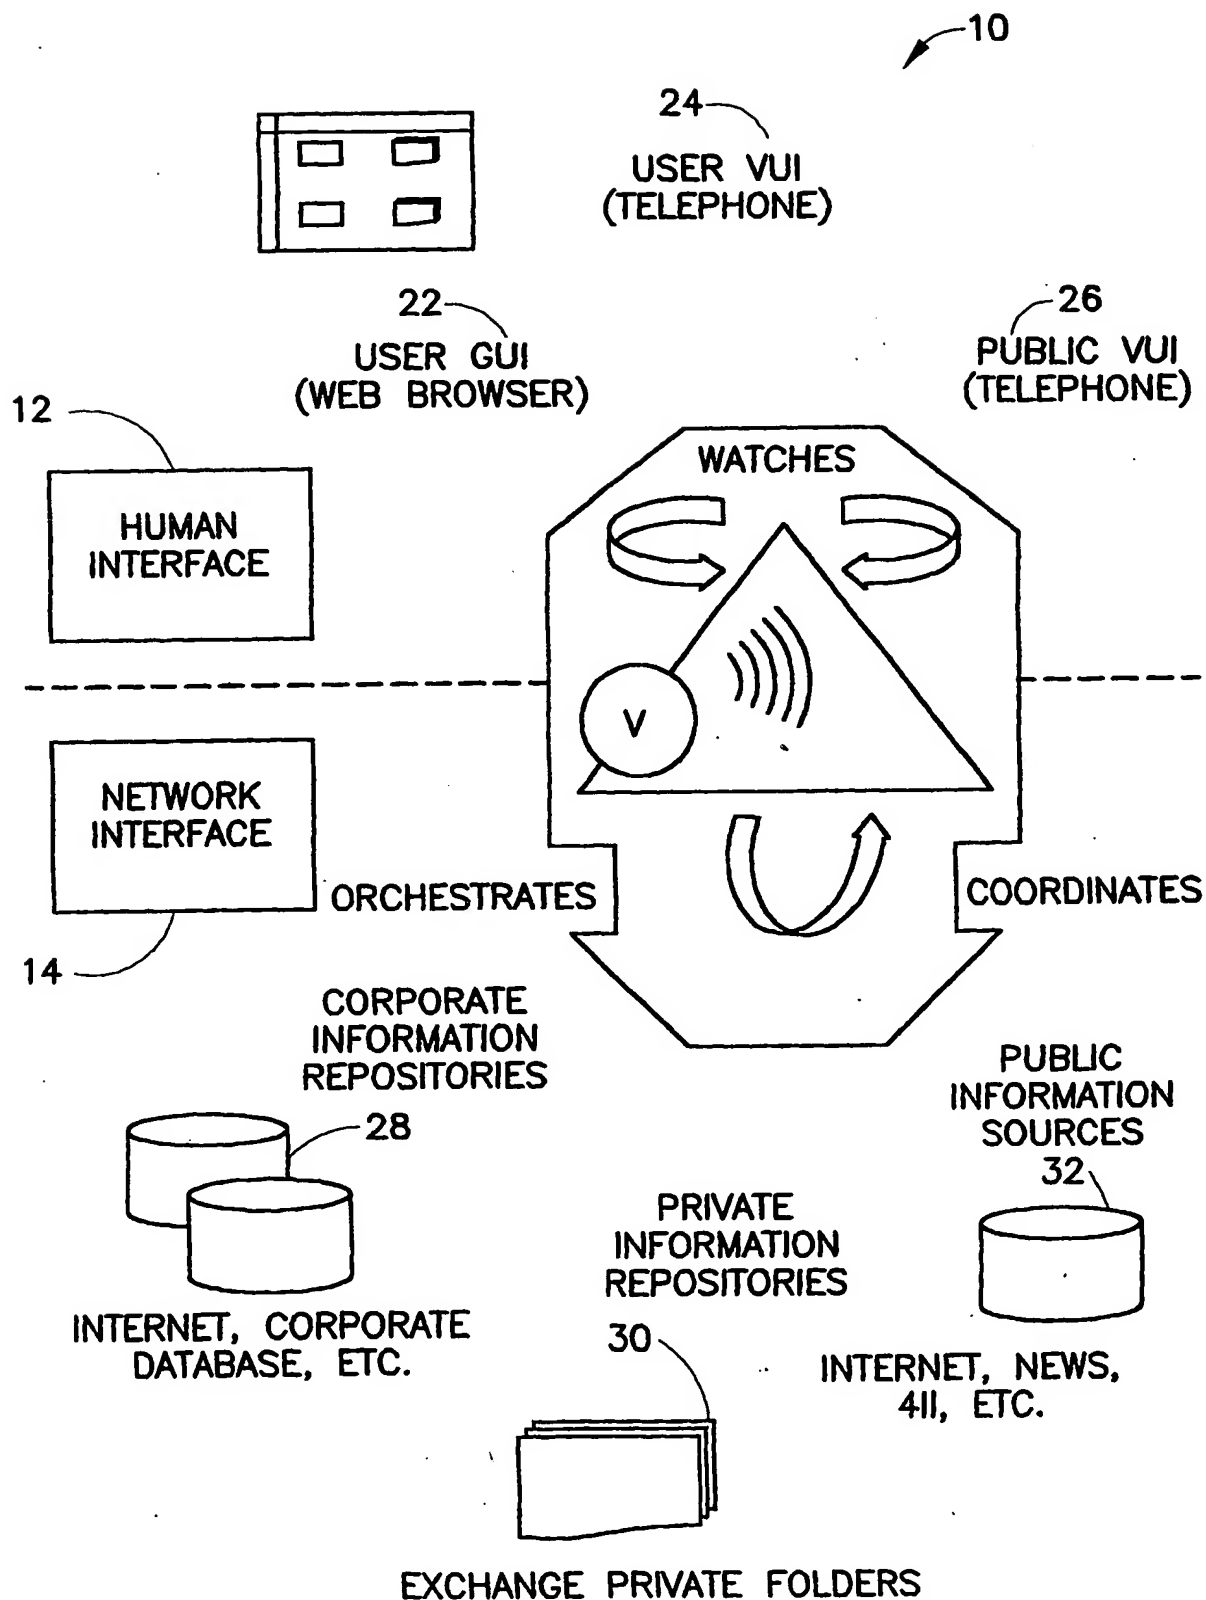 10
24
USER VUI
(TELEPHONE)
22
USER GUI
(WEB BROWSER)
26
PUBLIC VUI
(TELEPHONE)
12
HUMAN
INTERFACE
WATCHES
V
NETWORK
INTERFACE
14
ORCHESTRATES
COORDINATES
CORPORATE
INFORMATION
REPOSITORIES
28
INTERNET, CORPORATE
DATABASE, ETC.
PUBLIC
INFORMATION
SOURCES
32
PRIVATE
INFORMATION
REPOSITORIES
30
INTERNET, NEWS,
411, ETC.
EXCHANGE PRIVATE FOLDERS